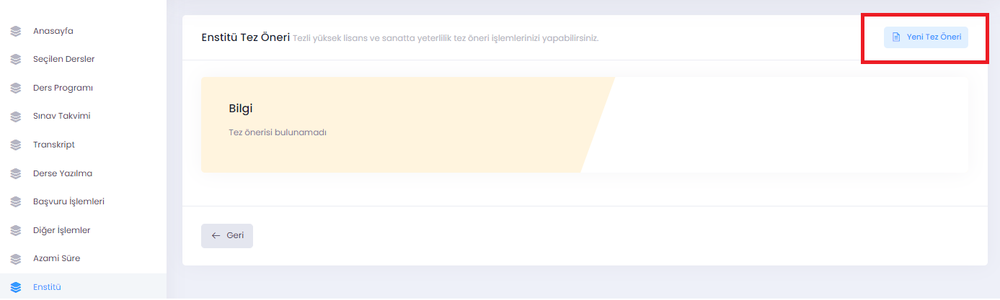 Anasayfa
Seçilen Dersler
Ders Programı
Sınav Takvimi
Transkript
Derse Yazılma
Başvuru İşlemleri
Diğer İşlemler
Azami Süre
Enstitü
Enstitü Tez Öneri Tezli yüksek lisans ve sanatta yeterlilik tez öneri işlemlerinizi yapabilirsiniz.
Yeni Tez Öneri
Bilgi
Tez önerisi bulunamadı
Geri